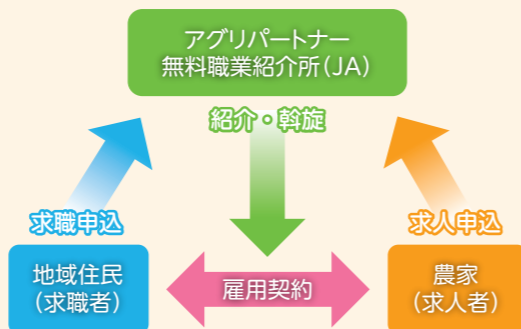 アグリパートナー
無料職業紹介所(JA)
紹介・斡旋
求職申込
求人申込
地域住民
(求職者)
雇用契約
農家
(求人者)